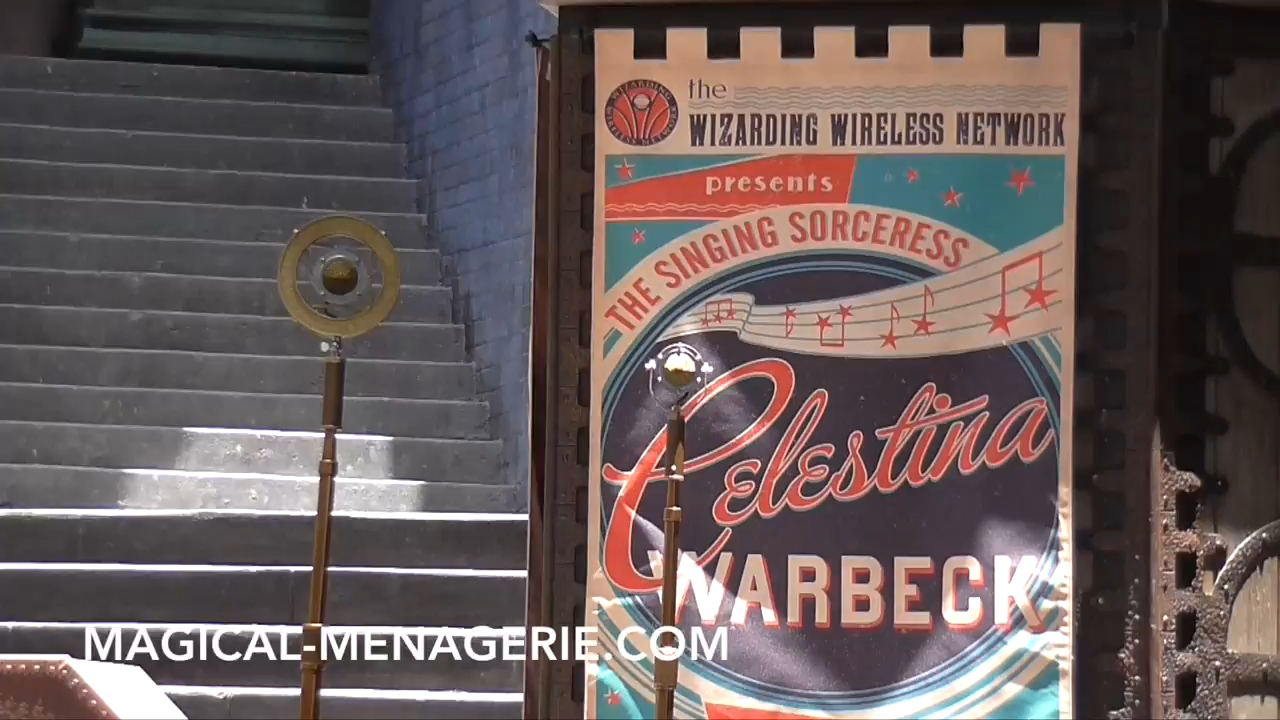 the
WIZARDING WIRELESS NETWORK
presents
THE SINGING SORCERESS
Celestina
WARBECK
MAGICAL-MENAGERIE.COM